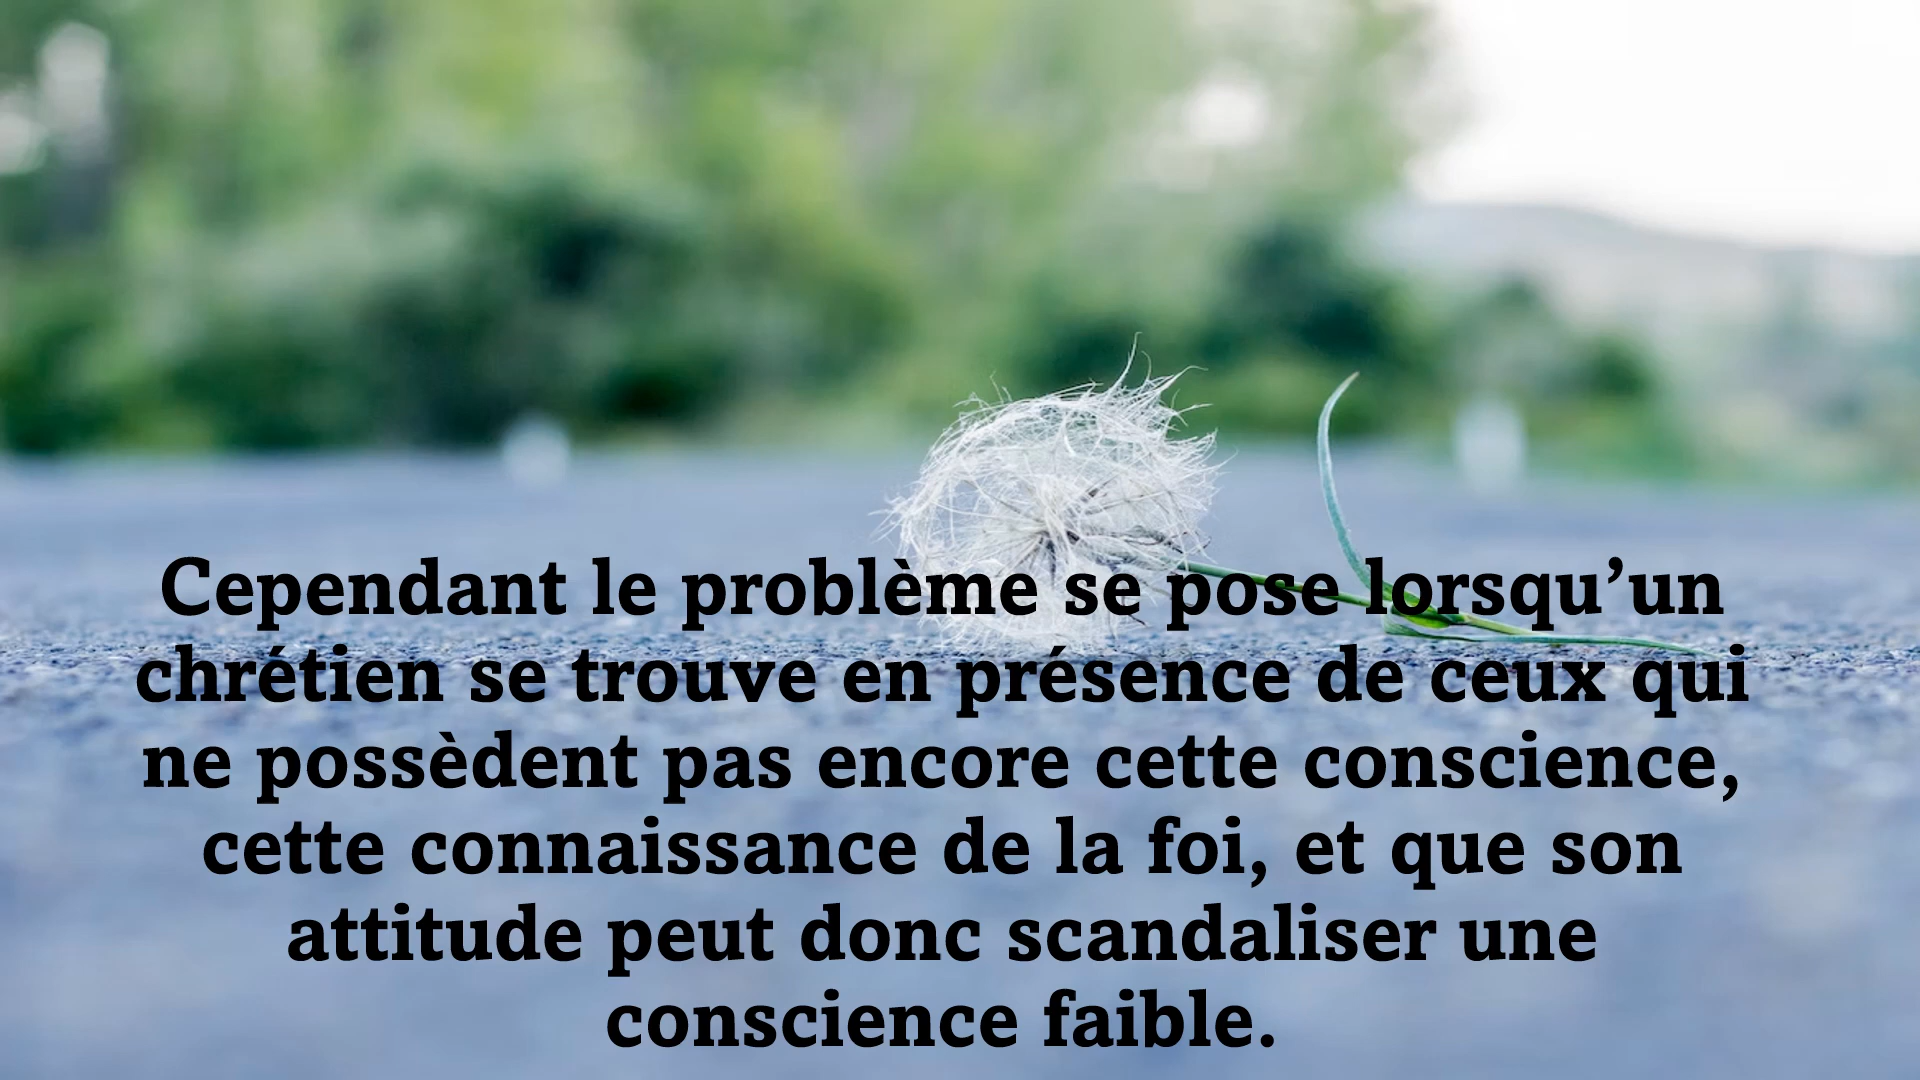 Cependant le problème se pose lorsqu’un
chrétien se trouve en présence de ceux qui
ne possèdent pas encore cette conscience,
cette connaissance de la foi, et que son
attitude peut donc scandaliser une
conscience faible.